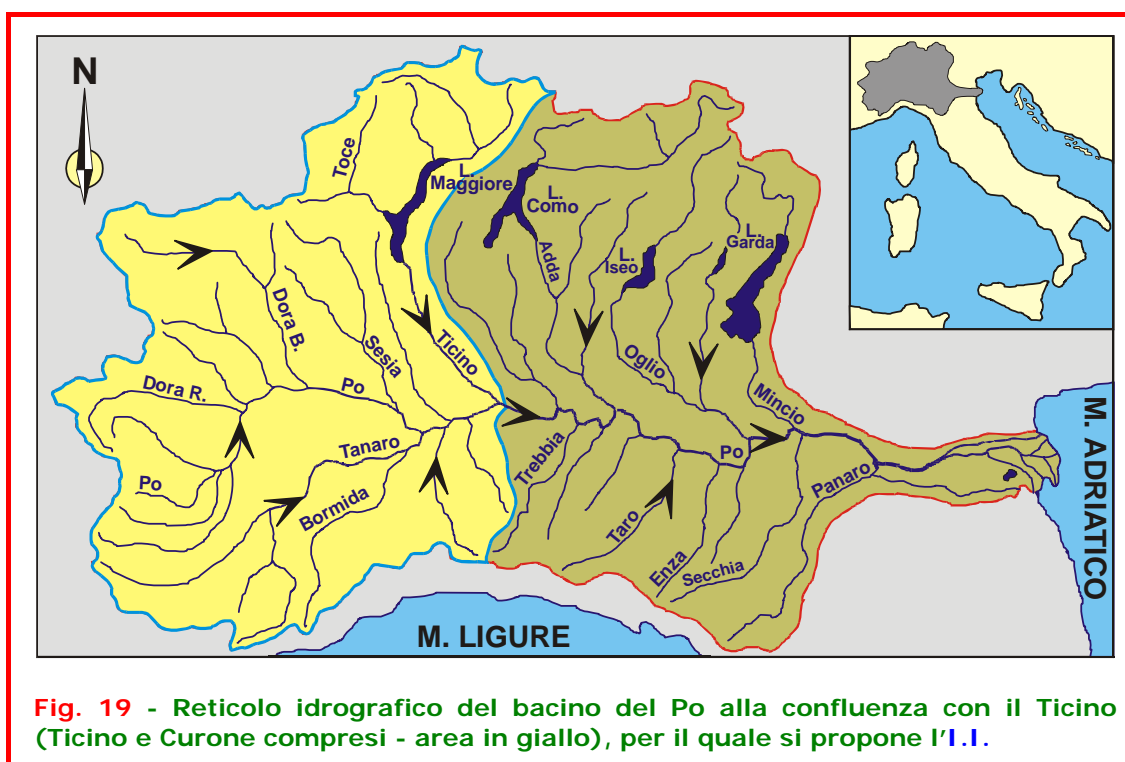 N
Toce
L.
Maggiore
L.
Como
Adda
L.
Iseo
L.
Garda
Dora B.
Sesia
Ticino
Oglio
Mincio
Dora R.
Po
Tanaro
Po
Bormida
Trebbia
Po
Taro
Enza
Secchia
Panaro
M. LIGURE
M. ADRIATICO
Fig. 19 - Reticolo idrografico del bacino del Po alla confluenza con il Ticino
(Ticino e Curone compresi - area in giallo), per il quale si propone l'I.I.